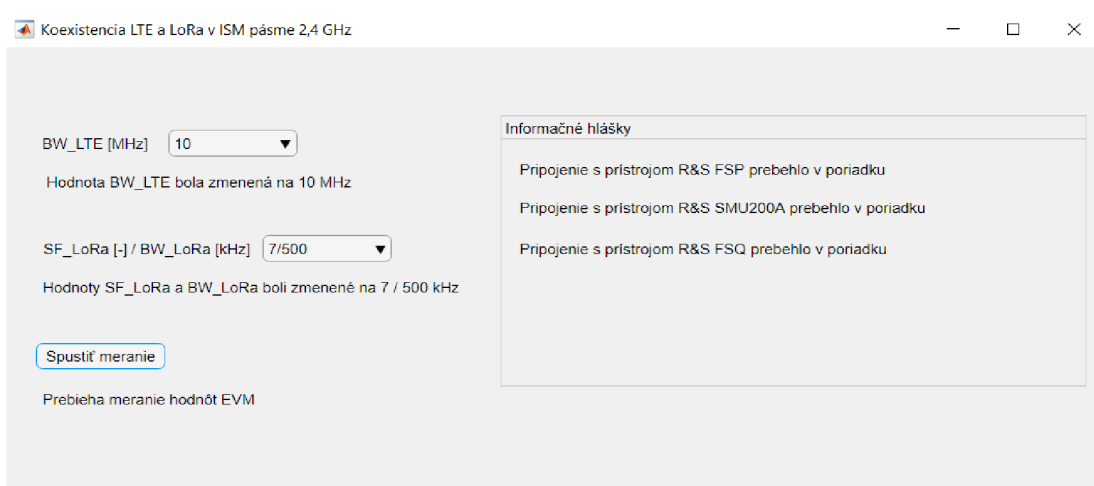 Koexistencia LTE a LoRa v ISM pásme 2,4 GHz
BW_LTE [MHz] 10
Hodnota BW_LTE bola zmenená na 10 MHz
SF_LoRa [-] / BW_LoRa [kHz] 7/500
Hodnoty SF_LoRa a BW_LoRa boli zmenené na 7 / 500 kHz
Spustiť meranie
Prebieha meranie hodnôt EVM
Informačné hlášky
Pripojenie s prístrojom R&S FSP prebehlo v poriadku
Pripojenie s prístrojom R&S SMU200A prebehlo v poriadku
Pripojenie s prístrojom R&S FSQ prebehlo v poriadku